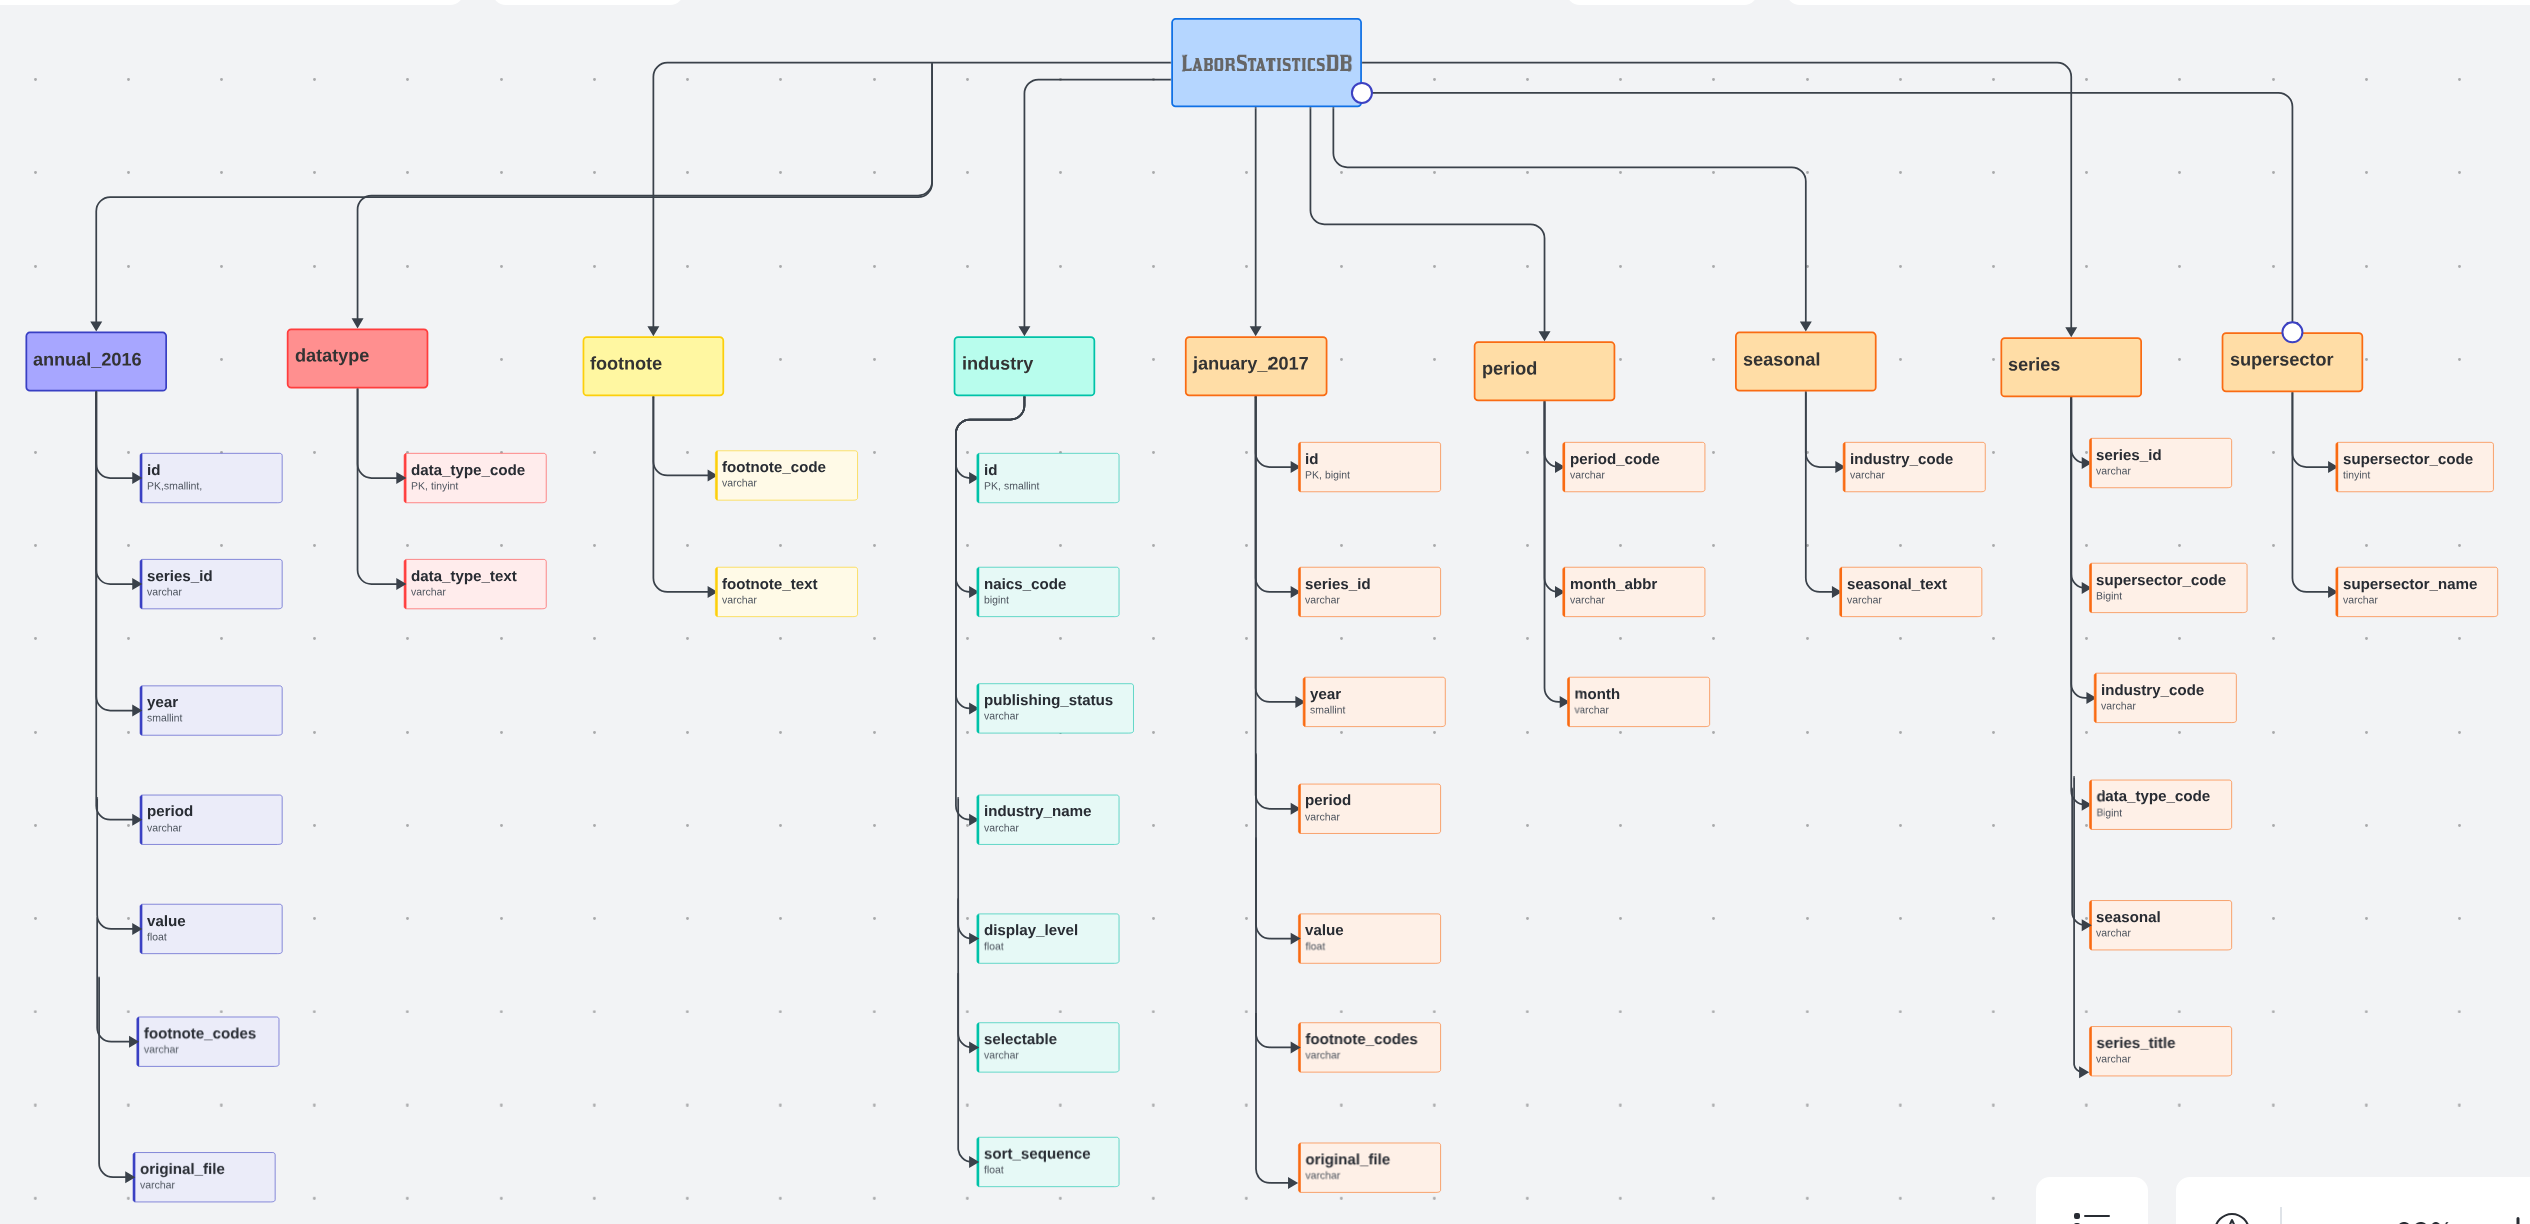 LaborStatisticsDB
annual_2016
id
PK,smallint,
series_id
varchar
year
smallint
period
varchar
value
float
footnote_codes
varchar
original_file
varchar
datatype
data_type_code
PK, tinyint
data_type_text
varchar
footnote
footnote_code
varchar
footnote_text
varchar
industry
id
PK, smallint
naics_code
bigint
publishing_status
varchar
industry_name
varchar
display_level
float
selectable
varchar
sort_sequence
float
january_2017
id
PK, bigint
series_id
varchar
year
smallint
period
varchar
value
float
footnote_codes
varchar
original_file
varchar
period
period_code
varchar
month_abbr
varchar
month
varchar
seasonal
industry_code
varchar
seasonal_text
varchar
series
series_id
varchar
supersector_code
Bigint
industry_code
varchar
data_type_code
Bigint
seasonal
varchar
series_title
varchar
supersector
supersector_code
tinyint
supersector_name
varchar